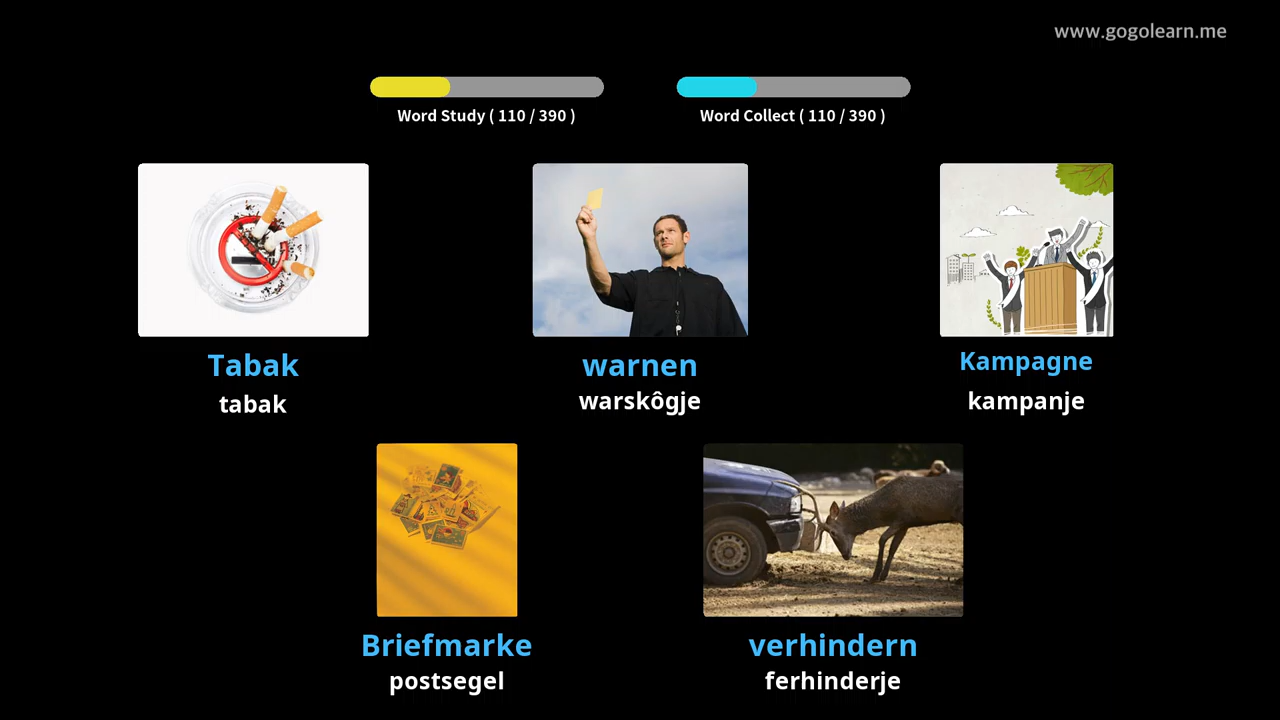 www.gogolearn.me
Word Study ( 110 / 390 )
Word Collect ( 110 / 390 )
Tabak
tabak
warnen
warskôgje
Kampagne
kampanje
Briefmarke
postsegel
verhindern
ferhinderje